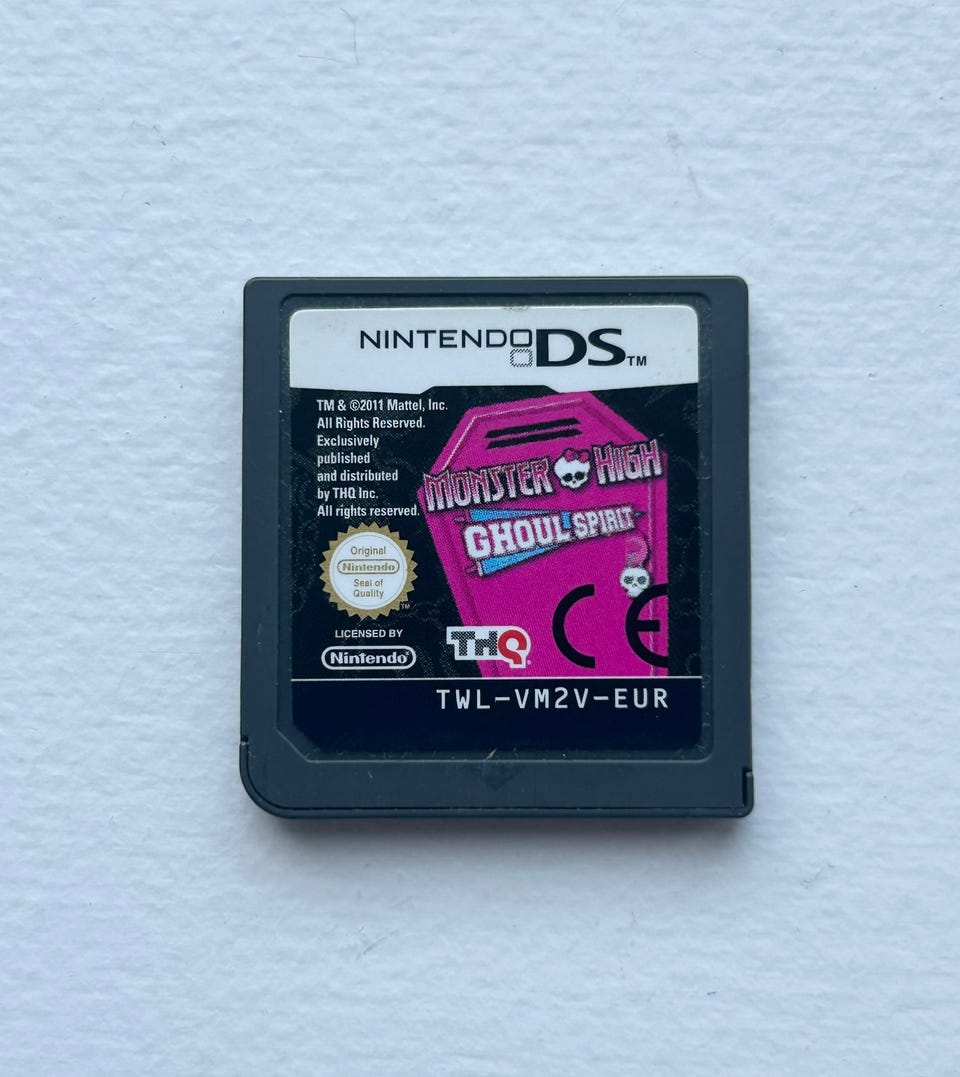 NINTENDO DS™
TM & ©2011 Mattel, Inc.
All Rights Reserved.
Exclusively
published
and distributed
by THQ Inc.
All rights reserved.
MONSTER HIGH
GHOUL SPIRIT
Original
Nintendo
Seal of
Quality
TM
LICENSED BY
Nintendo®
THQ®
CE
TWL-VM2V-EUR